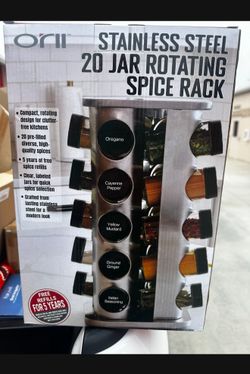 orii
STAINLESS STEEL
20 JAR ROTATING
SPICE RACK
• Compact, rotating
design for clutter-
free kitchens
• 20 pre-filled
diverse, high-
quality spices
• 5 years of free
spice refills
• Clear, labeled
jars for quick
spice selection
• Crafted from
lasting stainless
steel for a
modern look
Oregano
Cayenne
Pepper
Yellow
Mustard
Ground
Ginger
Italian
Seasoning
FREE
REFILLS
FOR 5 YEARS